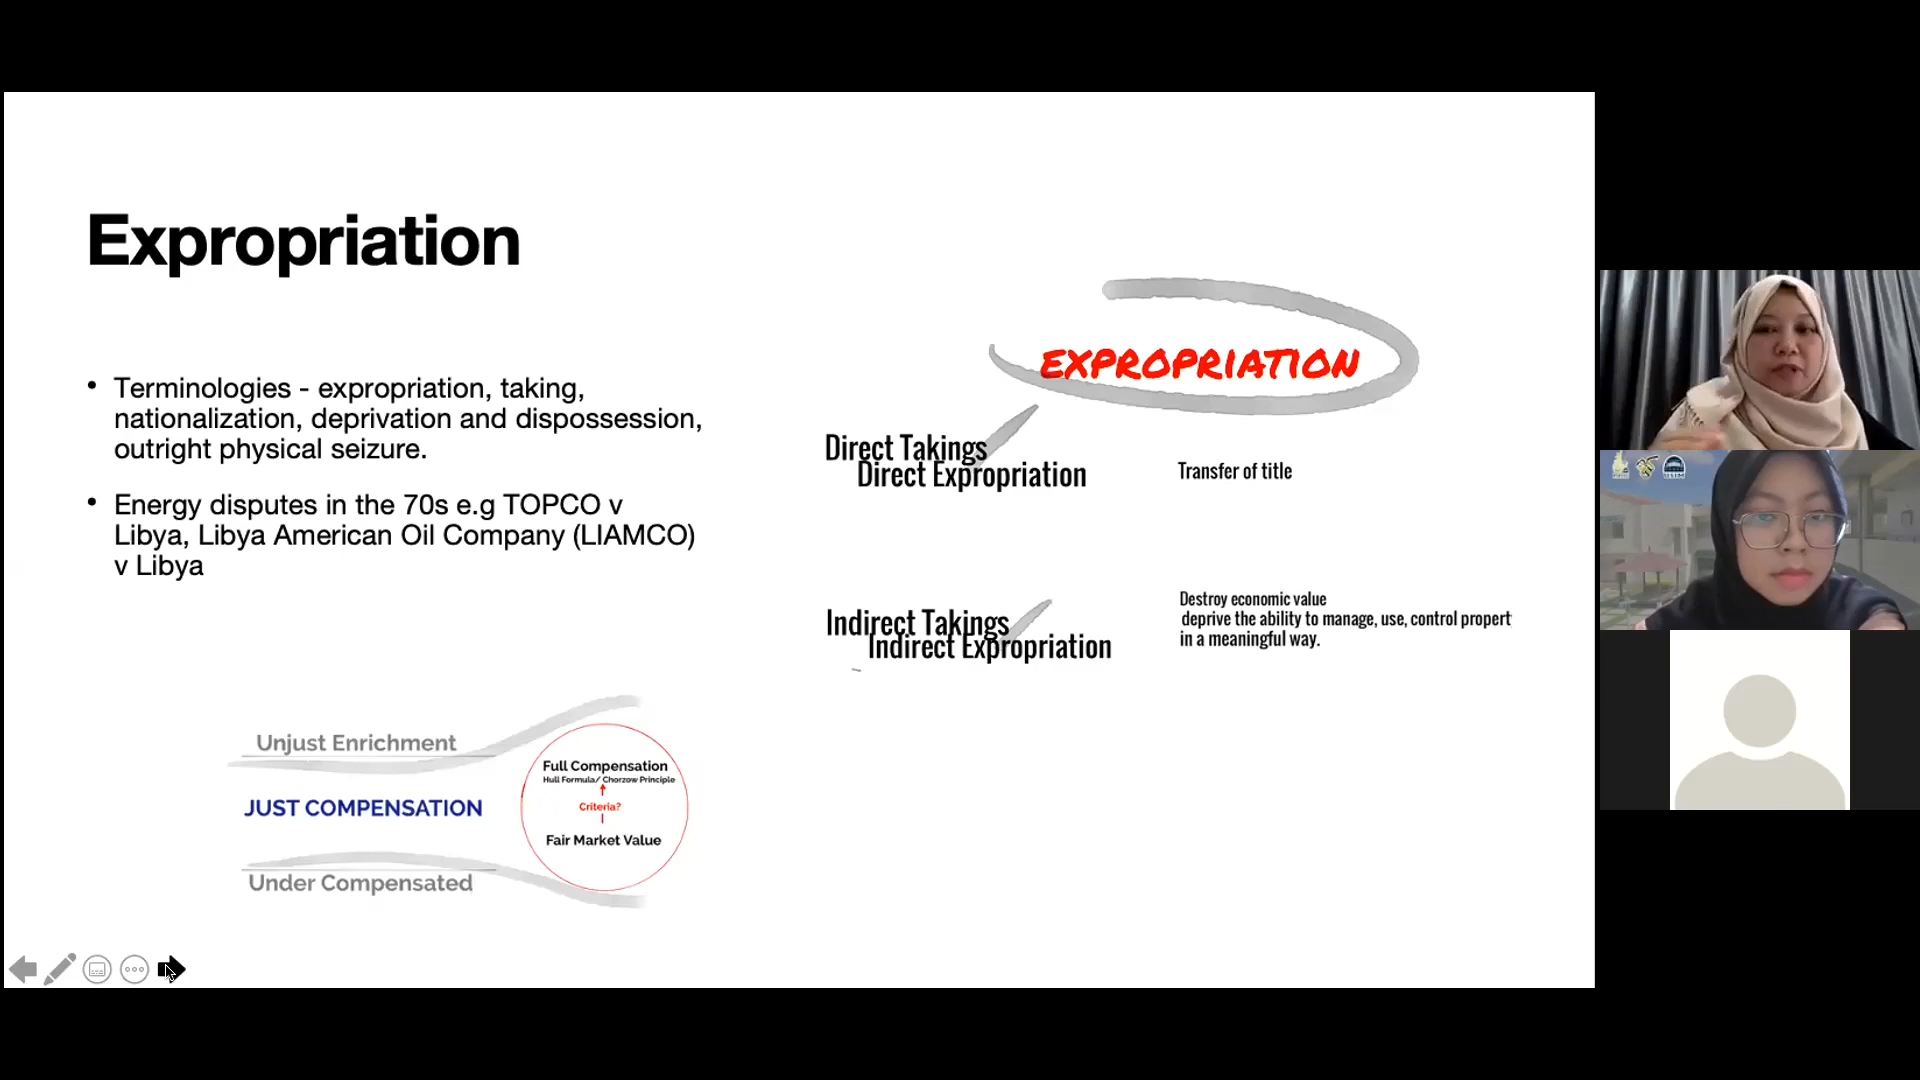 Expropriation
• Terminologies - expropriation, taking,
nationalization, deprivation and dispossession,
outright physical seizure.
• Energy disputes in the 70s e.g TOPCO v
Libya, Libya American Oil Company (LIAMCO)
v Libya
EXPROPRIATION
Direct Takings
Direct Expropriation
Transfer of title
Indirect Takings
Indirect Expropriation
Destroy economic value
deprive the ability to manage, use, control propert
in a meaningful way.
Unjust Enrichment
JUST COMPENSATION
Under Compensated
Full Compensation
Hull Formula/ Chorzow Principle
Criteria?
Fair Market Value